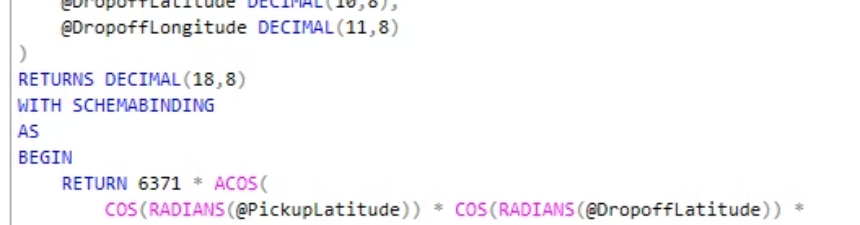 @DropoffLatitude DECIMAL(10,8),
@DropoffLongitude DECIMAL(11,8)
)
RETURNS DECIMAL(18,8)
WITH SCHEMABINDING
AS
BEGIN
RETURN 6371 * ACOS(
COS(RADIANS(@PickupLatitude)) * COS(RADIANS(@DropoffLatitude)) *